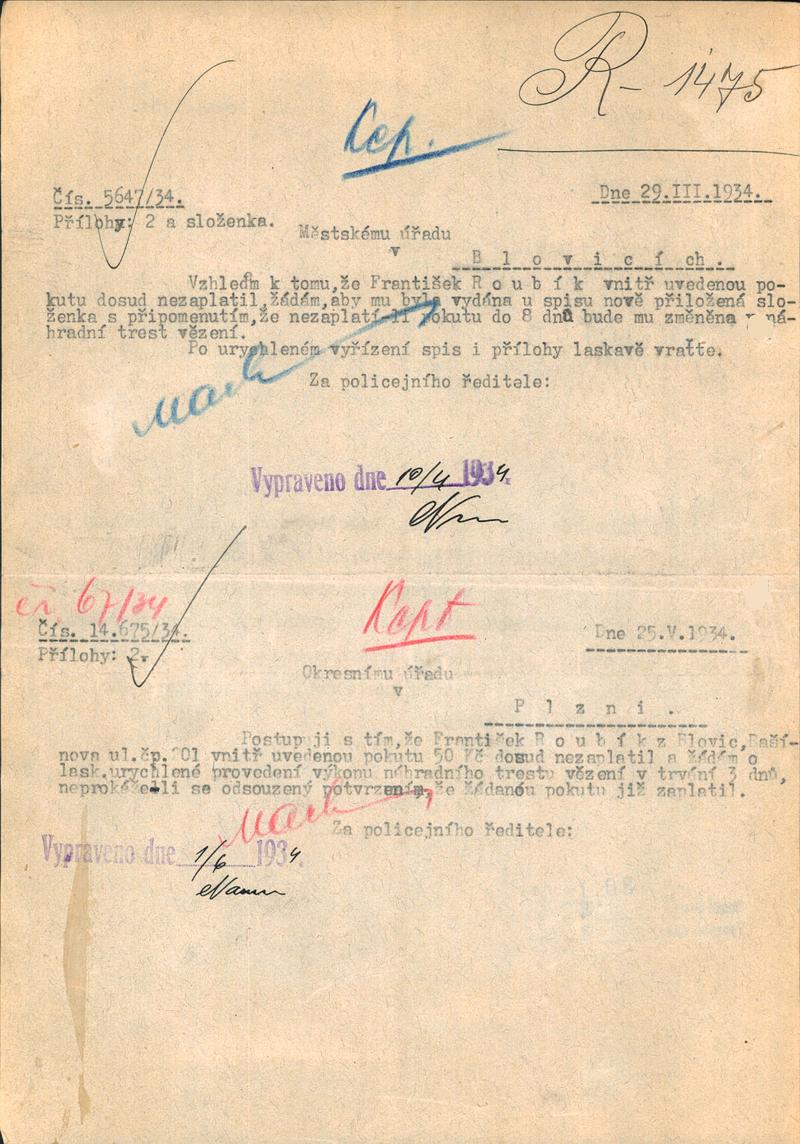 R- 1475
Kcp.
Čís. 5647/34.
Dne 29.III.1934.
Přílohy: 2 a složenka.
Městskému úřadu
v
B l o v i c í ch.
Vzhledm k tomu,že František R o u b í k vnitř uvedenou po-
kutu dosud nezaplatil,žádám,aby mu byla vydána u spisu nově přiložená slo-
ženka s připomenutím,že nezaplatí-li pokutu do 8 dnů bude mu změněna v ná-
hradní trest vězení.
Po urychleném vyřízení spis i přílohy laskavě vraťte.
Za policejního ředitele:
Vypraveno dne 10/4 1934.
čj. 67/34
Kcpt
Čís. 14.675/34.
Dne 25.V.1934.
Přílohy: 2.
Okresnímu úřadu
v
P l z n i .
Postupuji s tím,že František R o u b í k z Blovic,Baší-
nova ul.čp.201 vnitř uvedenou pokutu 50 Kč dosud nezaplatil a žádám o
lask.urychlené provedení výkonu náhradního trestu vězení v trvání 3 dnů,
neprokáže-li se odsouzený potvrzením,že žádanou pokutu již zaplatil.
Za policejního ředitele:
Vypraveno dne 1/6 1934.